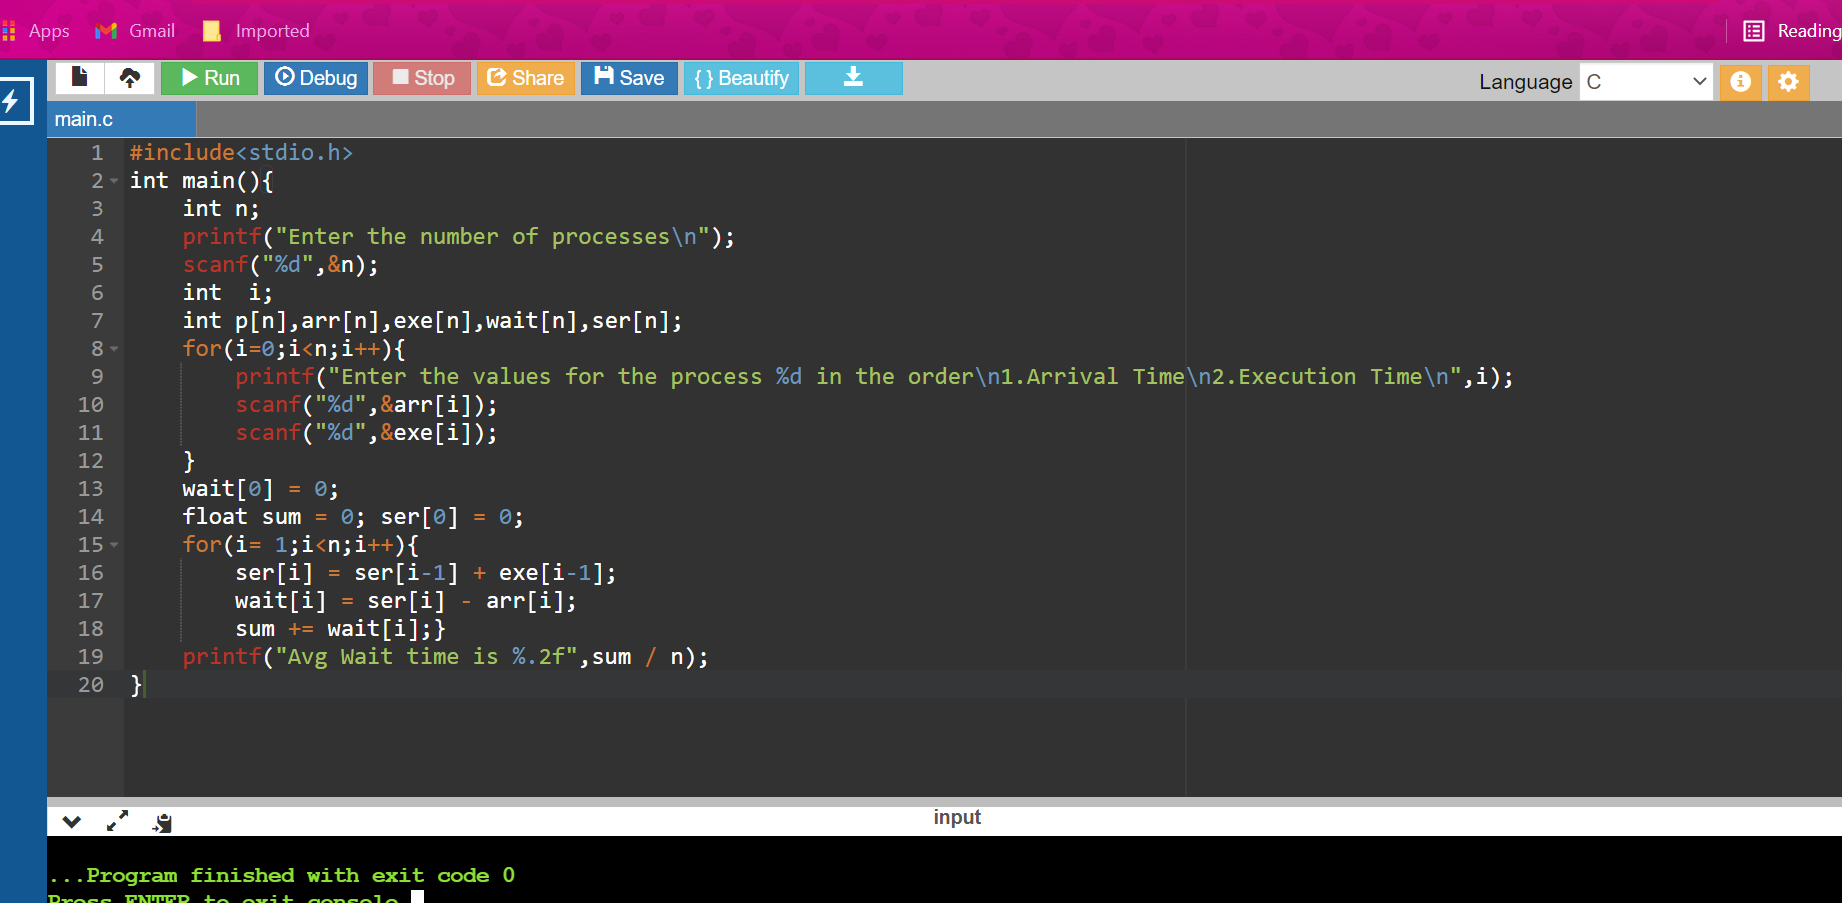 Apps Gmail Imported Reading
Run Debug Stop Share Save { } Beautify Language C
main.c
1 #include<stdio.h>
2 int main(){
3     int n;
4     printf("Enter the number of processes\n");
5     scanf("%d",&n);
6     int  i;
7     int p[n],arr[n],exe[n],wait[n],ser[n];
8     for(i=0;i<n;i++){
9         printf("Enter the values for the process %d in the order\n1.Arrival Time\n2.Execution Time\n",i);
10         scanf("%d",&arr[i]);
11         scanf("%d",&exe[i]);
12     }
13     wait[0] = 0;
14     float sum = 0; ser[0] = 0;
15     for(i= 1;i<n;i++){
16         ser[i] = ser[i-1] + exe[i-1];
17         wait[i] = ser[i] - arr[i];
18         sum += wait[i];}
19     printf("Avg Wait time is %.2f",sum / n);
20 }
input
...Program finished with exit code 0
Press ENTER to exit console.